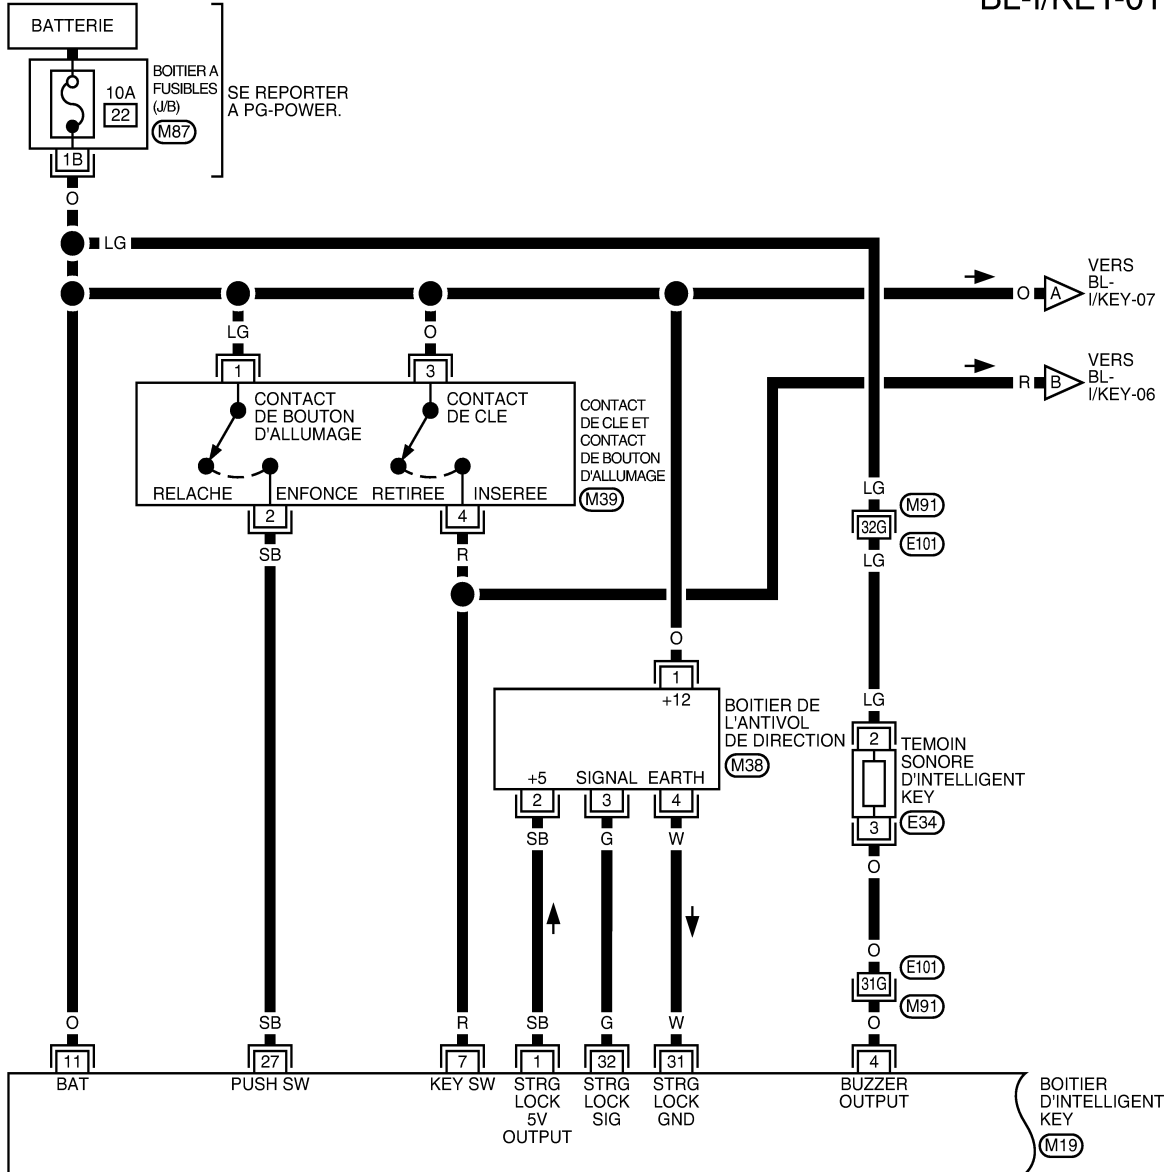 BL-I/KEY-01
BATTERIE
10A
22
BOITIER A
FUSIBLES
(J/B)
M87
SE REPORTER
A PG-POWER.
1B
O
LG
VERS
BL-
I/KEY-07
O
A
LG
O
VERS
BL-
I/KEY-06
R
B
1
3
CONTACT
DE BOUTON
D'ALLUMAGE
CONTACT
DE CLE
CONTACT
DE CLE ET
CONTACT
DE BOUTON
D'ALLUMAGE
M39
RELACHE
ENFONCE
RETIREE
INSEREE
2
4
SB
R
LG
M91
32G
E101
LG
O
1
+12
BOITIER DE
L'ANTIVOL
DE DIRECTION
M38
+5
SIGNAL
EARTH
2
3
4
SB
G
W
LG
2
TEMOIN
SONORE
D'INTELLIGENT
KEY
3
E34
O
O
E101
31G
M91
O
SB
R
SB
G
W
O
11
27
7
1
32
31
4
BAT
PUSH SW
KEY SW
STRG
LOCK
5V
OUTPUT
STRG
LOCK
SIG
STRG
LOCK
GND
BUZZER
OUTPUT
BOITIER
D'INTELLIGENT
KEY
M19